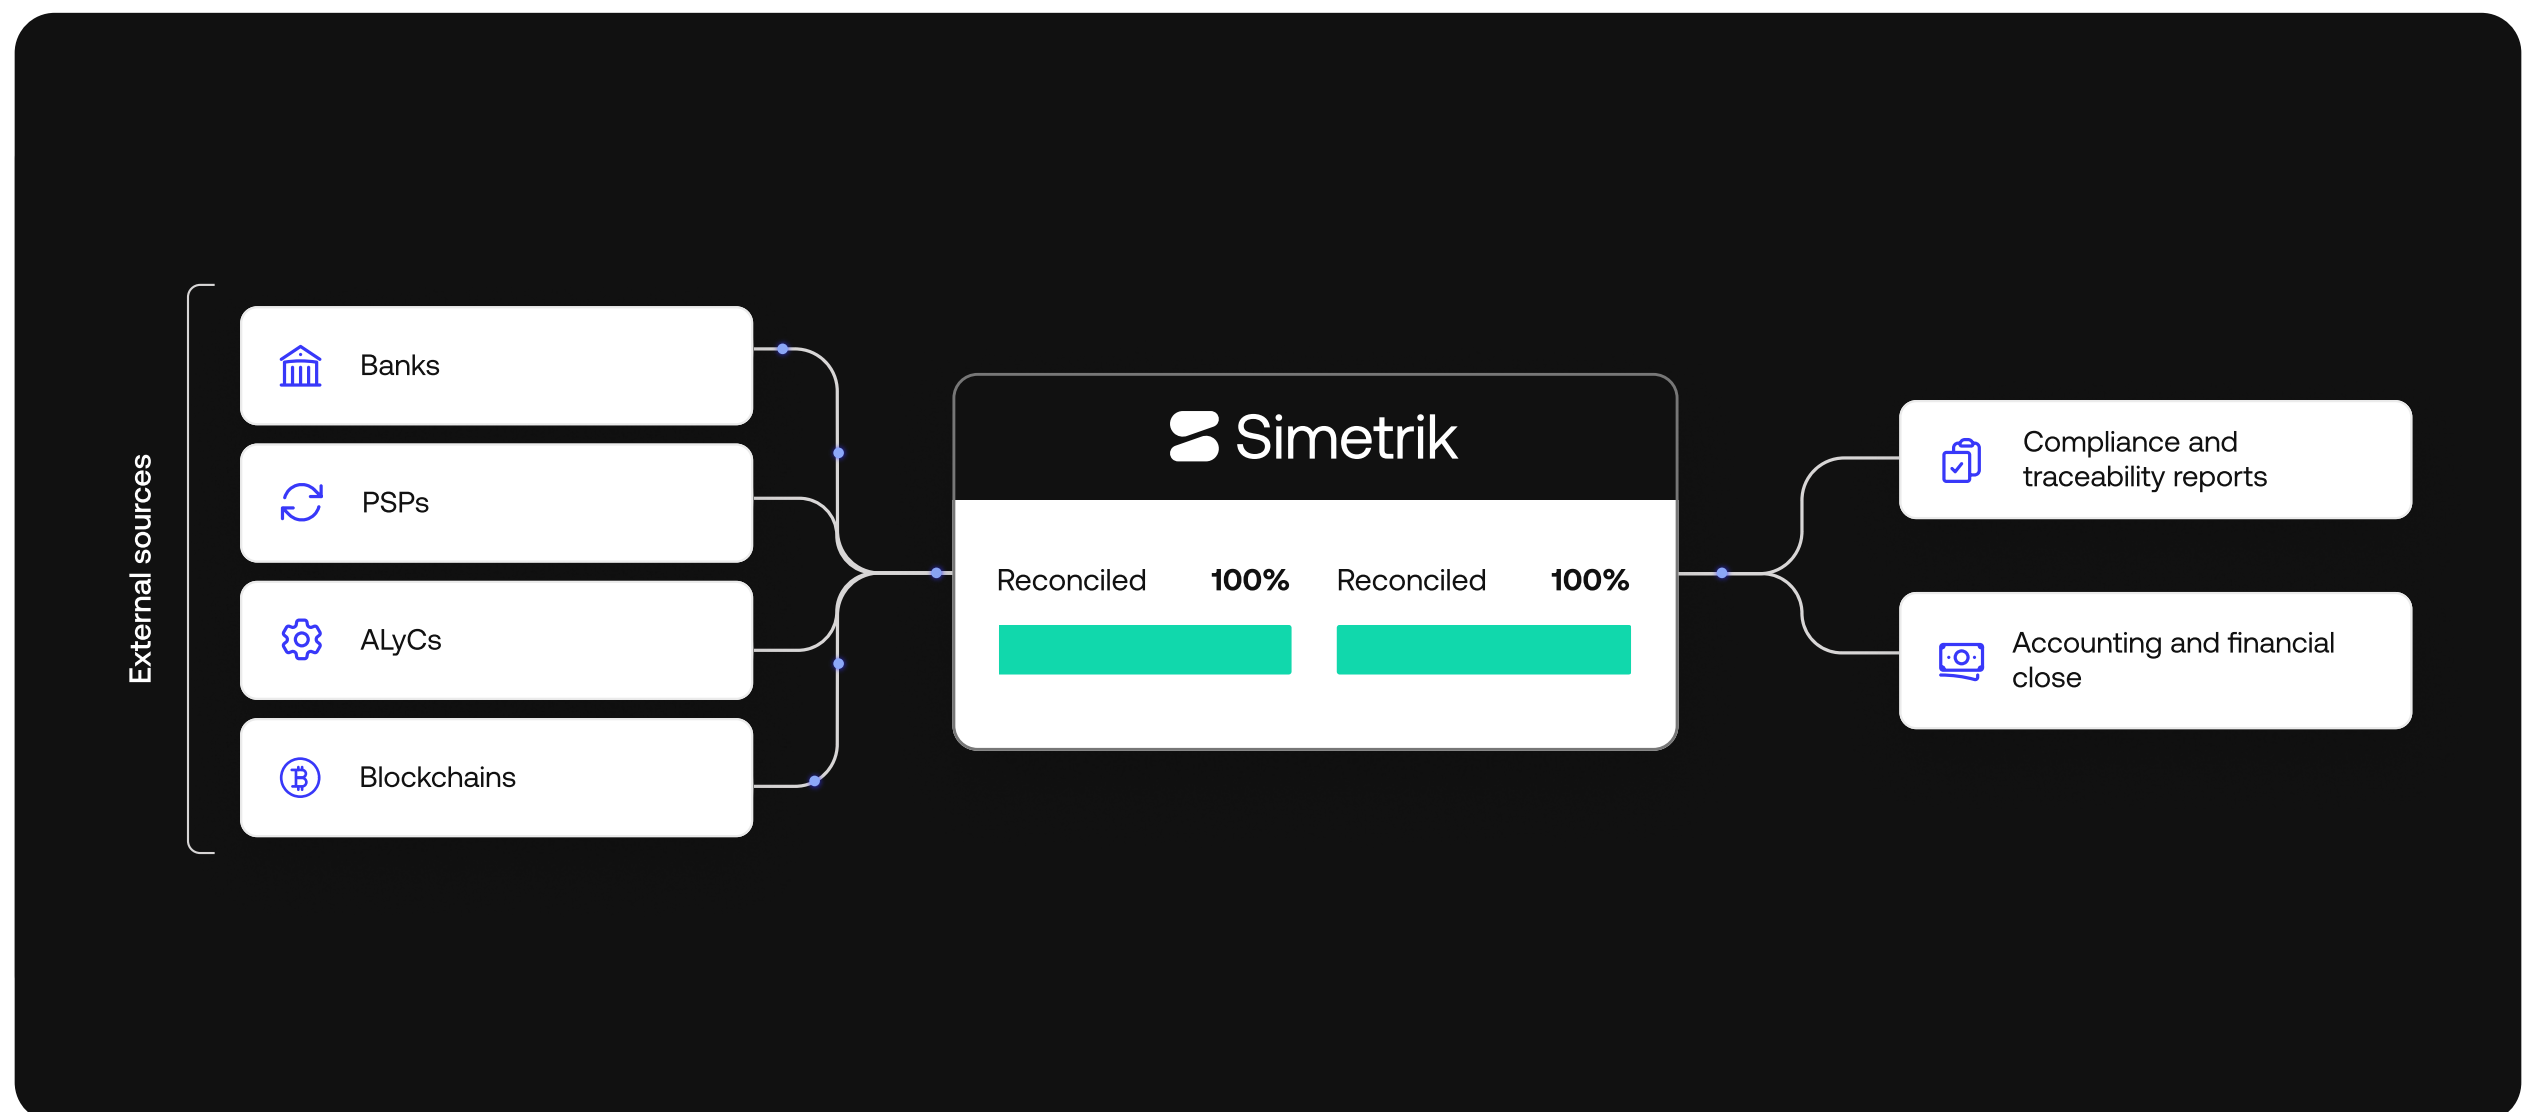 External sources
Banks
PSPs
ALyCs
Blockchains
Simetrik
Reconciled 100% Reconciled 100%
Compliance and
traceability reports
Accounting and financial
close